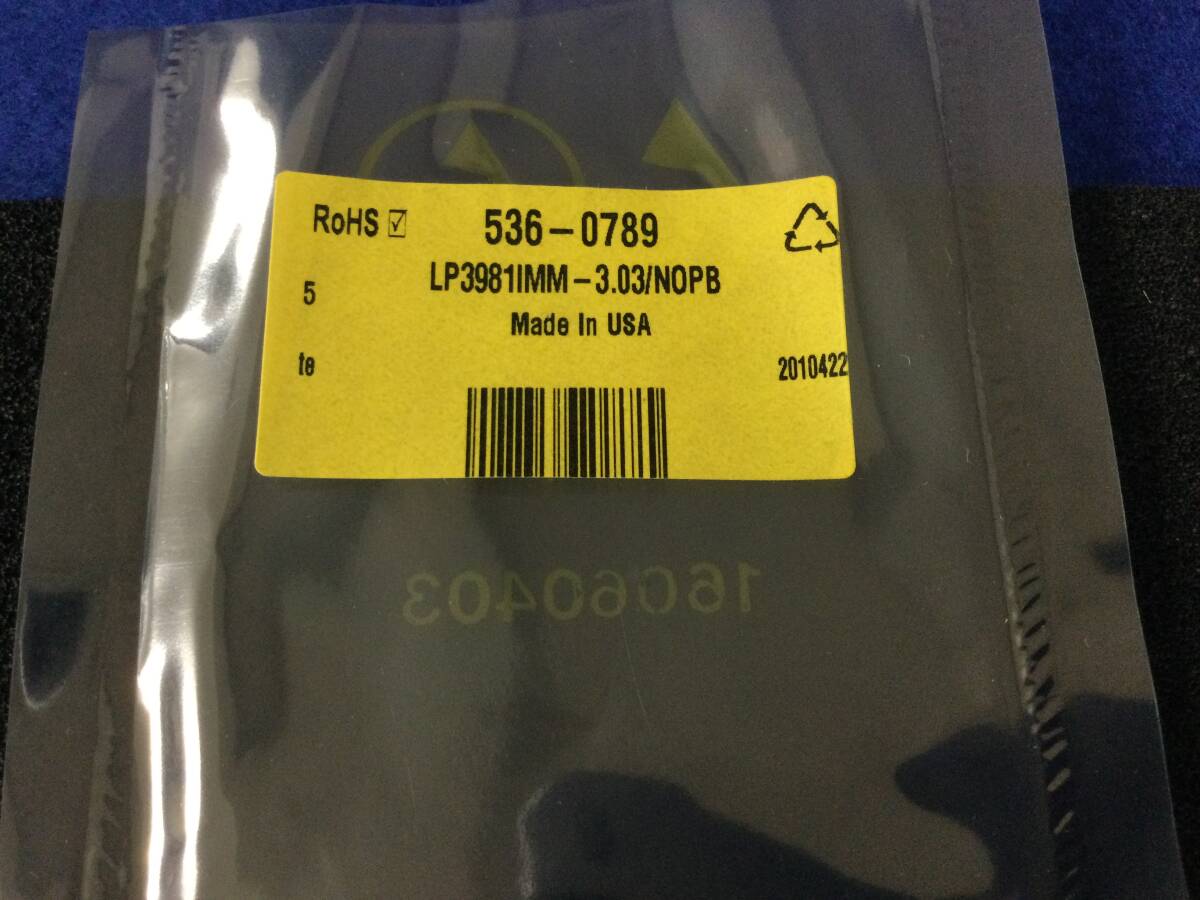 RoHS ☑ 536-0789
LP3981IMM-3.03/NOPB
5
Made In USA
te
2010422
16060403